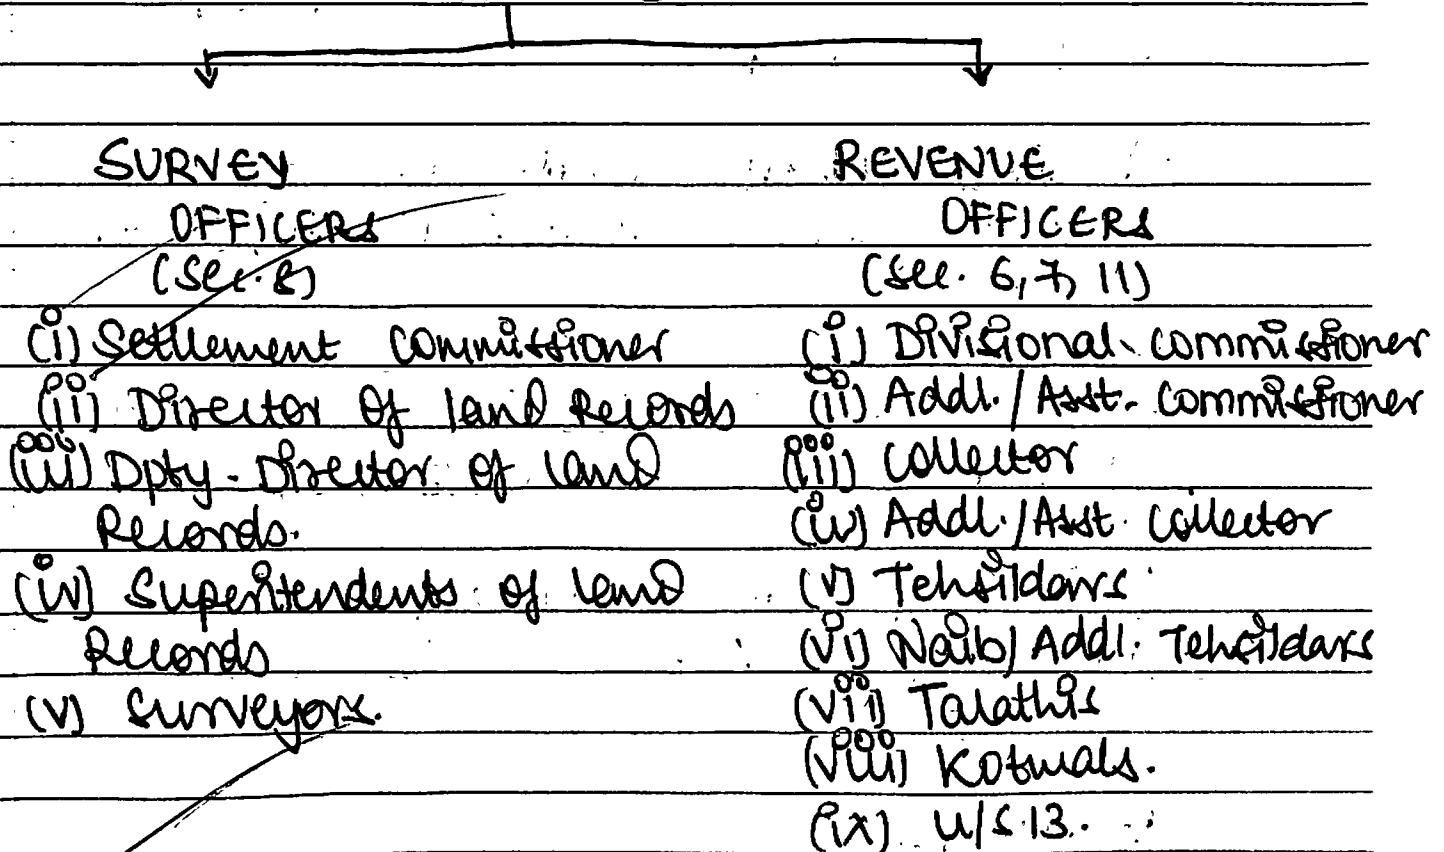 SURVEY
OFFICERS
(Sec. 8)
(i) Settlement Commissioner
(ii) Director of land Records
(iii) Dpty-Director of land
Records.
(iv) Superitendents of land
Records
(v) Surveyors.
REVENUE
OFFICERS
(Sec. 6, 7, 11)
(i) Divisional commissioner
(ii) Addl./Asst. commissioner
(iii) Collector
(iv) Addl./Asst. Collector
(v) Tehsildars
(vi) Naib/Addl. Tehsildars
(vii) Talathis
(viii) Kotwals.
(ix) u/s 13.